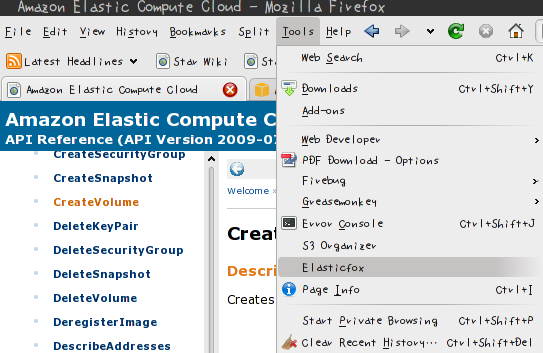 Amazon Elastic Compute Cloud - Mozilla Firefox
File Edit View History Bookmarks Split Tools Help
Latest Headlines Star Wiki St
Amazon Elastic Compute Cloud A
Amazon Elastic Compute C
API Reference (API Version 2009-07
CreateSecurityGroup
CreateSnapshot
CreateVolume
DeleteKeyPair
DeleteSecurityGroup
DeleteSnapshot
DeleteVolume
DeregisterImage
DescribeAddresses
Welcome »
Creat
Descri
Creates
Web Search Ctrl+K
Downloads Ctrl+Shift+Y
Add-ons
Web Developer
PDF Download - Options
Firebug
Greasemonkey
Error Console Ctrl+Shift+J
S3 Organizer
Elasticfox
Page Info Ctrl+I
Start Private Browsing Ctrl+Shift+P
Clear Recent History... Ctrl+Shift+Del